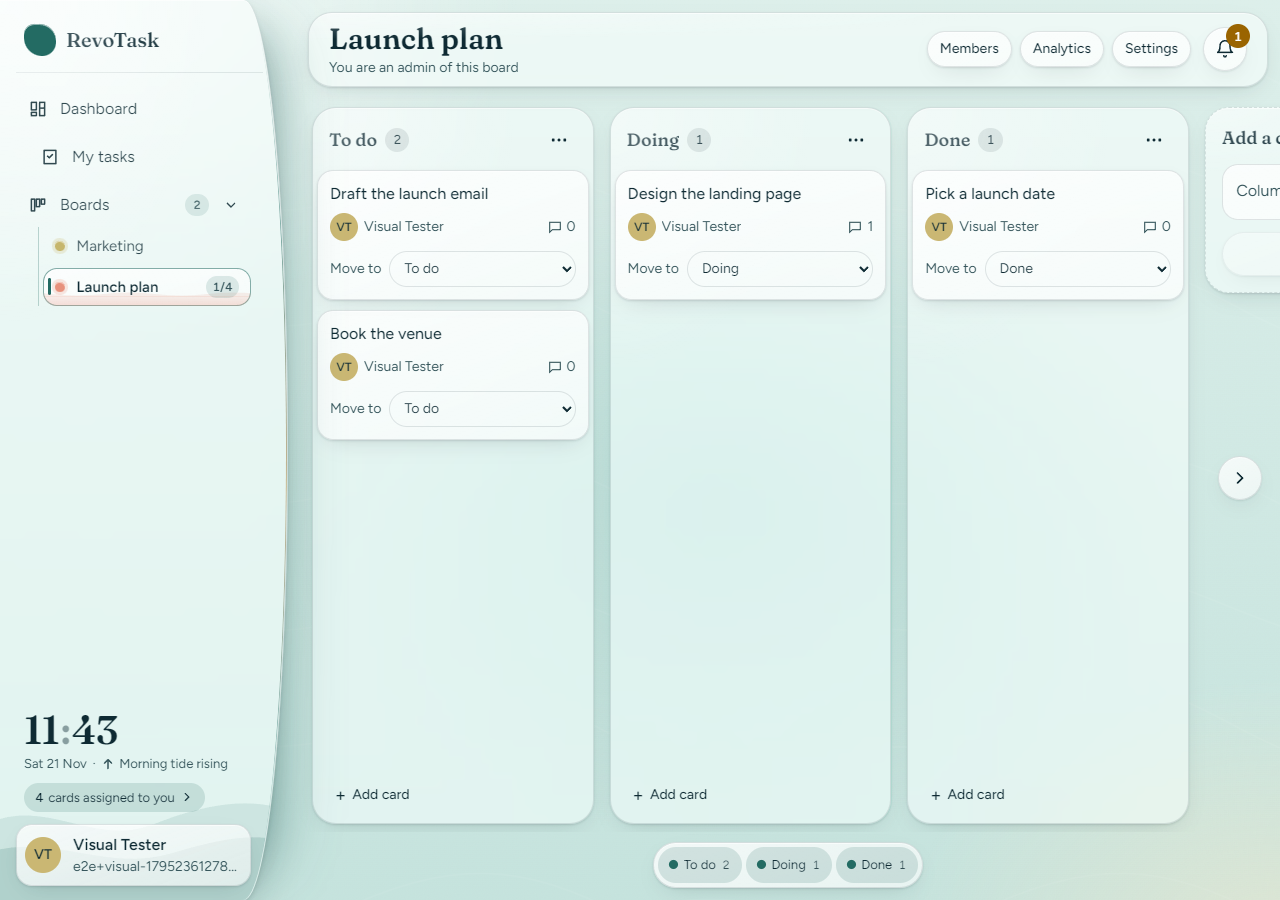 RevoTask
Dashboard
My tasks
Boards 2
Marketing
Launch plan 1/4
11:43
Sat 21 Nov · ↑ Morning tide rising
4 cards assigned to you
VT Visual Tester
e2e+visual-17952361278...
Launch plan
You are an admin of this board
Members Analytics Settings 1
To do 2
Draft the launch email
VT Visual Tester 0
Move to To do
Book the venue
VT Visual Tester 0
Move to To do
+ Add card
Doing 1
Design the landing page
VT Visual Tester 1
Move to Doing
+ Add card
Done 1
Pick a launch date
VT Visual Tester 0
Move to Done
+ Add card
Add a c
Colum
To do 2 Doing 1 Done 1